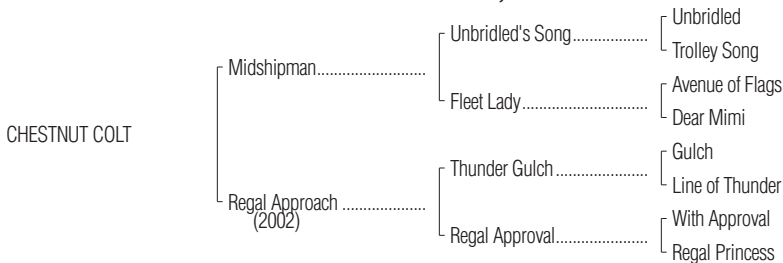 Unbridled
Unbridled's Song..................
Trolley Song
Midshipman..........................
Avenue of Flags
Fleet Lady..............................
Dear Mimi
CHESTNUT COLT
Gulch
Thunder Gulch......................
Line of Thunder
Regal Approach ....................
(2002)
With Approval
Regal Approval......................
Regal Princess